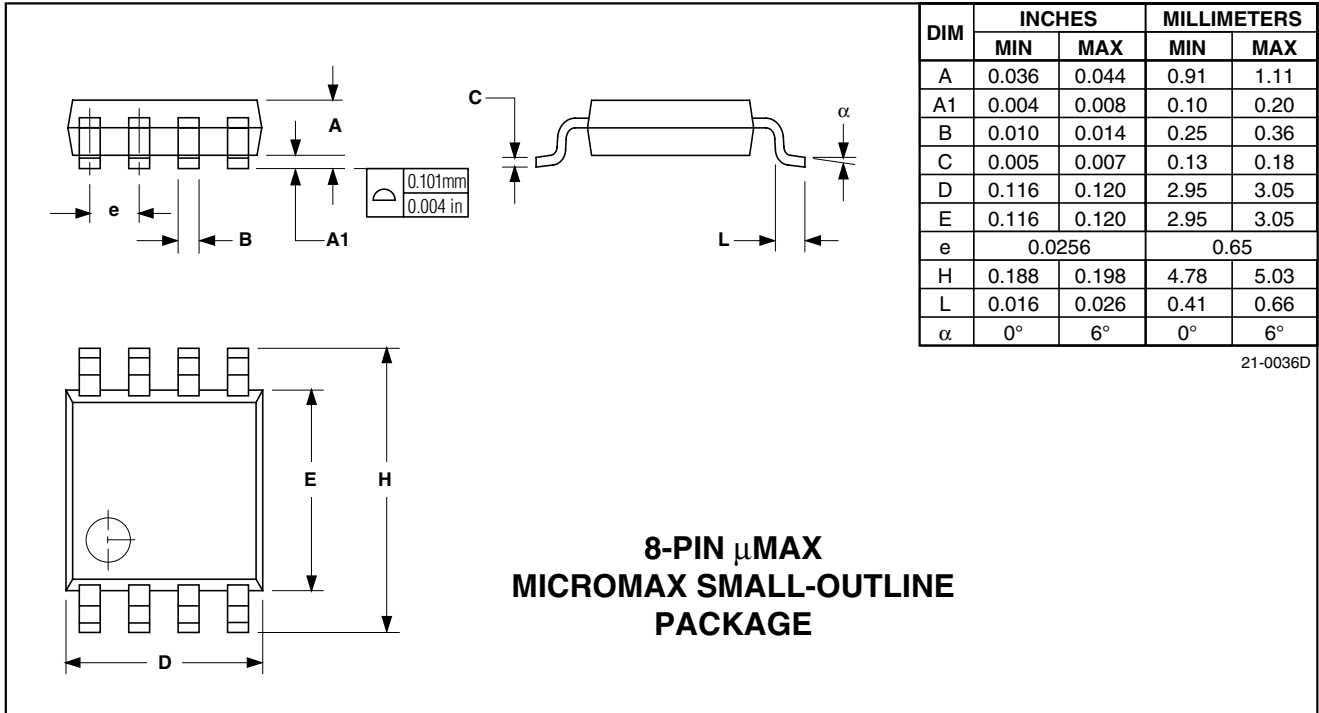 DIM INCHES MILLIMETERS
MIN MAX MIN MAX
A 0.036 0.044 0.91 1.11
A1 0.004 0.008 0.10 0.20
B 0.010 0.014 0.25 0.36
C 0.005 0.007 0.13 0.18
D 0.116 0.120 2.95 3.05
E 0.116 0.120 2.95 3.05
e 0.0256 0.65
H 0.188 0.198 4.78 5.03
L 0.016 0.026 0.41 0.66
α 0° 6° 0° 6°
21-0036D
A
e
B
A1
0.101mm
0.004 in
C
α
L
E
H
D
8-PIN μMAX
MICROMAX SMALL-OUTLINE
PACKAGE